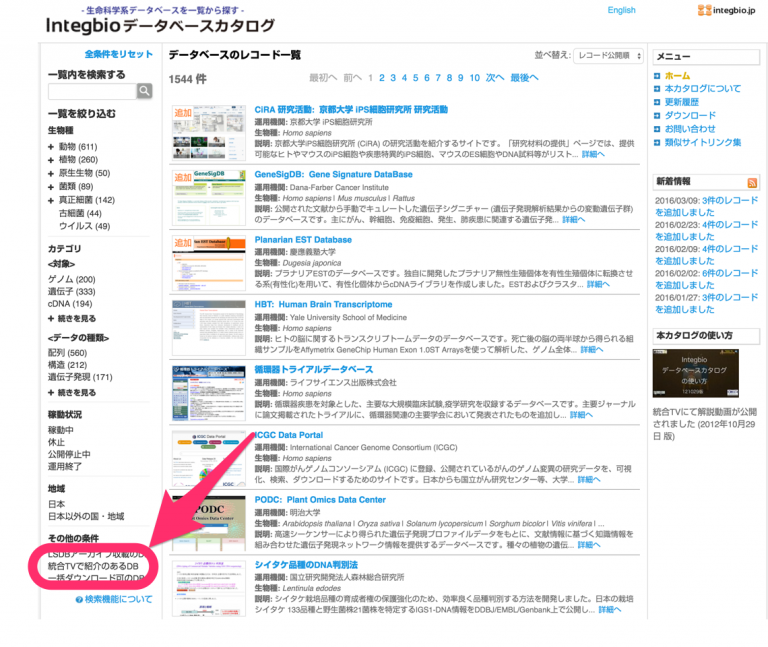 - 生命科学系データベースを一覧から探す -
Integbio データベースカタログ
English
integbio.jp
全条件をリセット
一覧内を検索する
一覧を絞り込む
生物種
+ 動物 (611)
+ 植物 (260)
+ 原生生物 (50)
+ 菌類 (89)
+ 真正細菌 (142)
古細菌 (44)
ウイルス (49)
カテゴリ
<対象>
ゲノム (200)
遺伝子 (333)
cDNA (194)
+ 続きを見る
<データの種類>
配列 (560)
構造 (212)
遺伝子発現 (171)
+ 続きを見る
稼動状況
稼動中
休止
公開停止中
運用終了
地域
日本
日本以外の国・地域
その他の条件
LSDBアーカイブ収載のD
統合TVで紹介のあるDB
一括ダウンロード可のDB
検索機能について
データベースのレコード一覧
並べ替え: レコード公開順
1544 件
最初へ 前へ 1 2 3 4 5 6 7 8 9 10 次へ 最後へ
追加
CiRA 研究活動: 京都大学 iPS細胞研究所 研究活動
運用機関: 京都大学 iPS細胞研究所
生物種: Homo sapiens
説明: 京都大学iPS細胞研究所 (CiRA) の研究活動を紹介するサイトです。「研究材料の提供」ページでは、提
供可能なヒトやマウスのiPS細胞や疾患特異的iPS細胞、マウスのES細胞やDNA試料等がリスト... 詳細へ
追加
GeneSigDB: Gene Signature DataBase
運用機関: Dana-Farber Cancer Institute
生物種: Homo sapiens | Mus musculus | Rattus
説明: 公開された文献から手動でキュレートした遺伝子シグニチャー (遺伝子発現解析結果からの変動遺伝子群)
のデータベースです。主にがん、幹細胞、免疫細胞、発生、肺疾患に関連する遺伝子発... 詳細へ
追加
Planarian EST Database
運用機関: 慶應義塾大学
生物種: Dugesia japonica
説明: プラナリアESTのデータベースです。独自に開発したプラナリア無性生殖個体を有性生殖個体に転換させ
る系(有性化)を用いて、有性化個体からcDNAライブラリを作成しました。ESTおよびクラスタ... 詳細へ
HBT: Human Brain Transcriptome
運用機関: Yale University School of Medicine
生物種: Homo sapiens
説明: ヒトの脳に関するトランスクリプトームデータのデータベースです。死亡後の脳の両半球から得られる組
織サンプルをAffymetrix GeneChip Human Exon 1.0ST Arraysを使って解析した、ゲノム全体... 詳細へ
循環器トライアルデータベース
運用機関: ライフサイエンス出版株式会社
生物種: Homo sapiens
説明: 循環器疾患を対象とした、主要な大規模臨床試験,疫学研究を収録するデータベースです。主要ジャーナル
に論文掲載されたトライアルに、循環器関連の主要学会において発表されたものを追加し... 詳細へ
ICGC Data Portal
運用機関: International Cancer Genome Consortium (ICGC)
生物種: Homo sapiens
説明: 国際がんゲノムコンソーシアム (ICGC) に登録、公開されているがんのゲノム変異の研究データを、可視
化、検索、ダウンロードするためのサイトです。日本からも国立がん研究センター等、大学... 詳細へ
PODC
Plant Omics Data Center
PODC: Plant Omics Data Center
運用機関: 明治大学
生物種: Arabidopsis thaliana | Oryza sativa | Solanum lycopersicum | Sorghum bicolor | Vitis vinifera | ...
説明: 高速シーケンサーにより得られた遺伝子発現プロファイルデータをもとに、文献情報に基づく知識情報を
組み合わせた遺伝子発現ネットワーク情報を提供するデータベースです。種々の植物の遺伝... 詳細へ
シイタケ品種のDNA判別法
運用機関: 国立研究開発法人森林総合研究所
生物種: Lentinula edodes
説明: シイタケ栽培品種の育成者権の保護強化のため、効率良く品種判別する方法を開発しました。日本の栽培
シイタケ 133品種と野生菌株21菌株を特定するIGS1-DNA情報をDDBJ/EMBL/Genbank上で公開し... 詳細へ
メニュー
ホーム
本カタログについて
更新履歴
ダウンロード
お問い合わせ
類似サイトリンク集
新着情報
2016/03/09: 3件のレコード
を追加しました
2016/02/23: 4件のレコード
を追加しました
2016/02/09: 4件のレコード
を追加しました
2016/02/02: 6件のレコード
を追加しました
2016/01/27: 3件のレコード
を追加しました
本カタログの使い方
Integbio
データベースカタログ
の使い方
統合TVにて解説動画が公開
されました (2012年10月29
日 版)